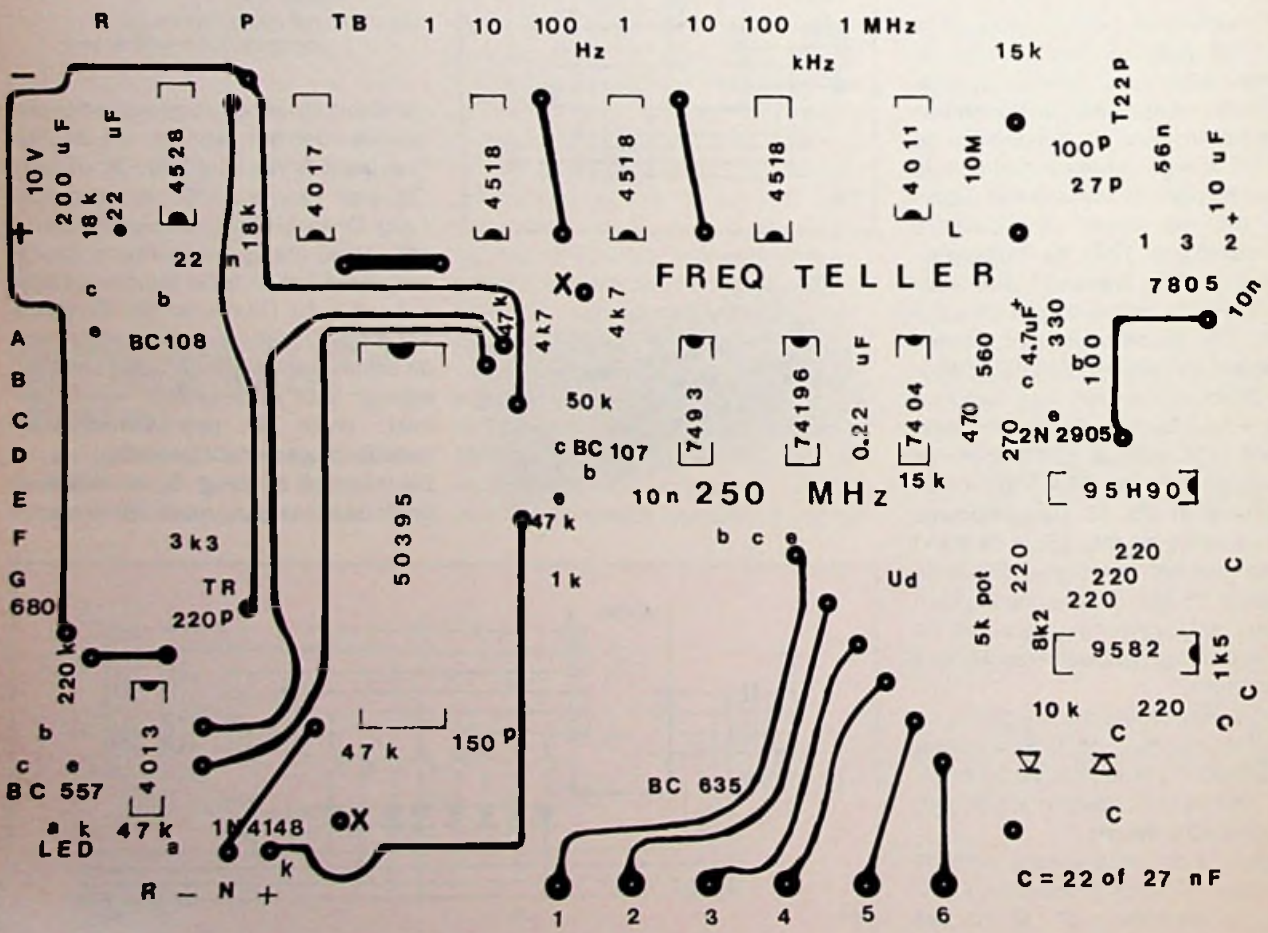 R P TB 1 10 100 1 10 100 1 MHz
Hz kHz
15k
T22p
100p
27p
56n
10 uF
+
1 3 2
7805
10n
−
10V
+
200 uF
18k
22 uF
4528
18k
4017
4518
4518
4518
4011
10M
L
22 n
c b
e
BC108
X
FREQ TELLER
47k
4k7
4k7
50k
c BC107
b
e
10n 250 MHz
7493
74196
0.22 uF
7404
15k
560
470
270
c 4.7uF +
330
b
100
e
2N2905
95H90
A
B
C
D
E
F
G
680
3k3
TR
220p
50395
47k
1k
b c e
Ud
5k pot
220
8k2
220
220
220
C
9582
1k5
C
C
10k 220
C
C
220k
b
c e
BC 557
4013
47k
150p
BC 635
a k 47k 1N4148
LED a
k
X
R − N +
1 2 3 4 5 6
C = 22 of 27 nF